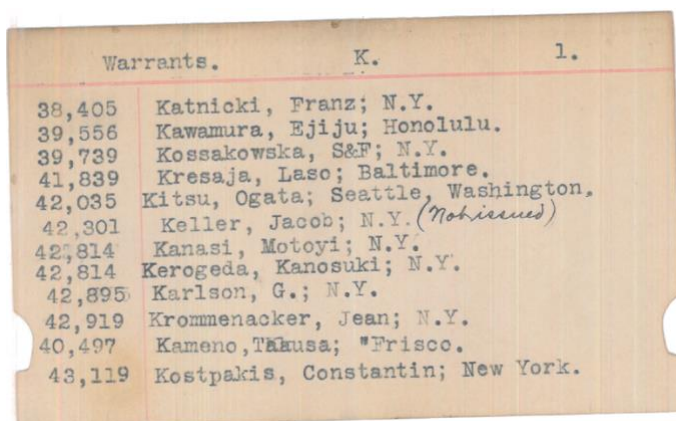 Warrants. K. 1.
38,405 Katnicki, Franz; N.Y.
39,556 Kawamura, Ejiju; Honolulu.
39,739 Kossakowska, S&F; N.Y.
41,839 Kresaja, Laso; Baltimore.
42,035 Kitsu, Ogata; Seattle, Washington.
42,301 Keller, Jacob; N.Y. (Not issued)
42,814 Kanasi, Motoyi; N.Y.
42,814 Kerogeda, Kanosuki; N.Y.
42,895 Karlson, G.; N.Y.
42,919 Krommenacker, Jean; N.Y.
40,497 Kameno, "Frisco.
43,119 Kostpakis, Constantin; New York.